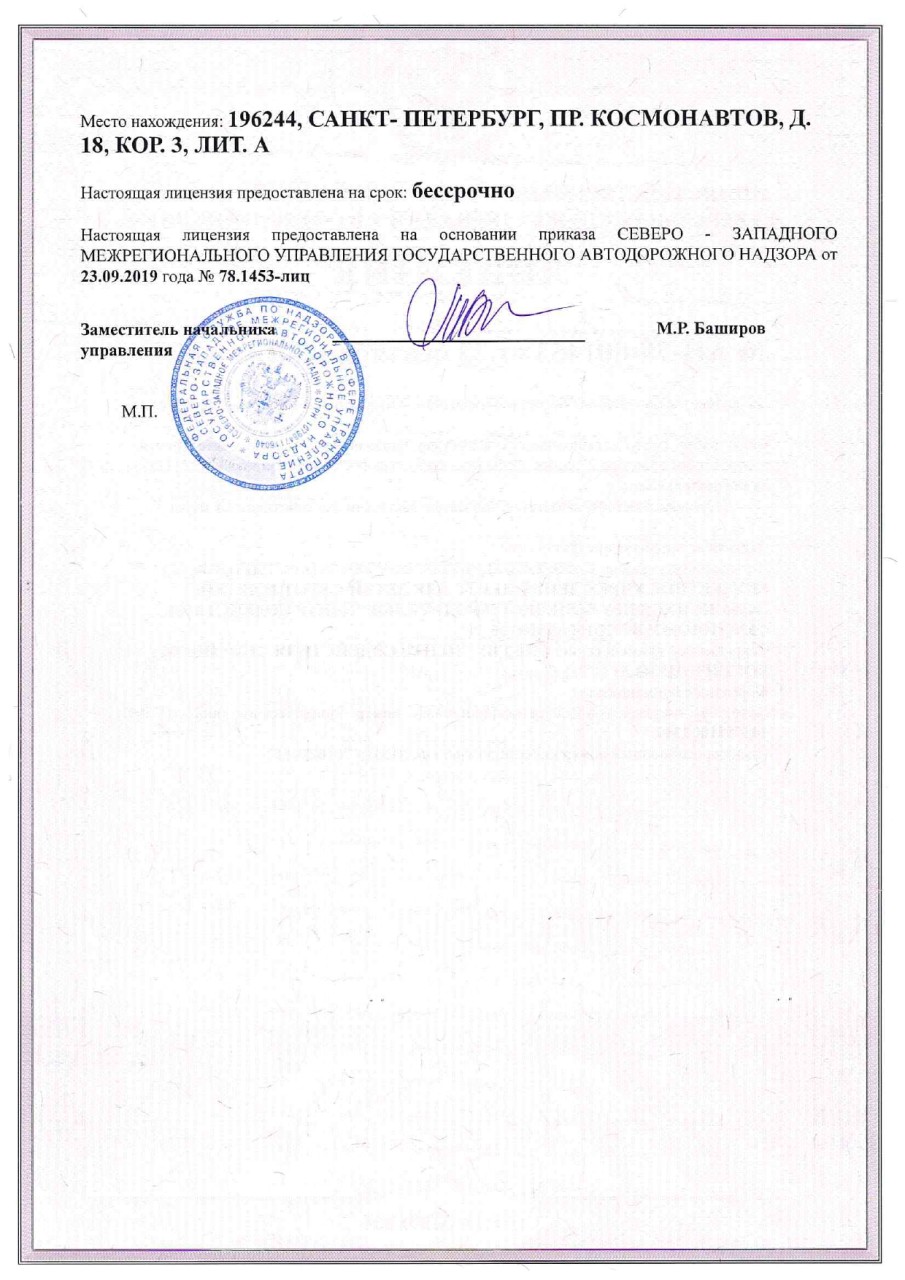 Место нахождения: 196244, САНКТ- ПЕТЕРБУРГ, ПР. КОСМОНАВТОВ, Д.
18, КОР. 3, ЛИТ. А
Настоящая лицензия предоставлена на срок: бессрочно
Настоящая лицензия предоставлена на основании приказа СЕВЕРО - ЗАПАДНОГО
МЕЖРЕГИОНАЛЬНОГО УПРАВЛЕНИЯ ГОСУДАРСТВЕННОГО АВТОДОРОЖНОГО НАДЗОРА от
23.09.2019 года № 78.1453-лиц
Заместитель начальника
управления
М.Р. Баширов
М.П.
ФЕДЕРАЛЬНАЯ СЛУЖБА ПО НАДЗОРУ В СФЕРЕ ТРАНСПОРТА
СЕВЕРО-ЗАПАДНОЕ МЕЖРЕГИОНАЛЬНОЕ УПРАВЛЕНИЕ
ГОСУДАРСТВЕННОГО АВТОДОРОЖНОГО НАДЗОРА